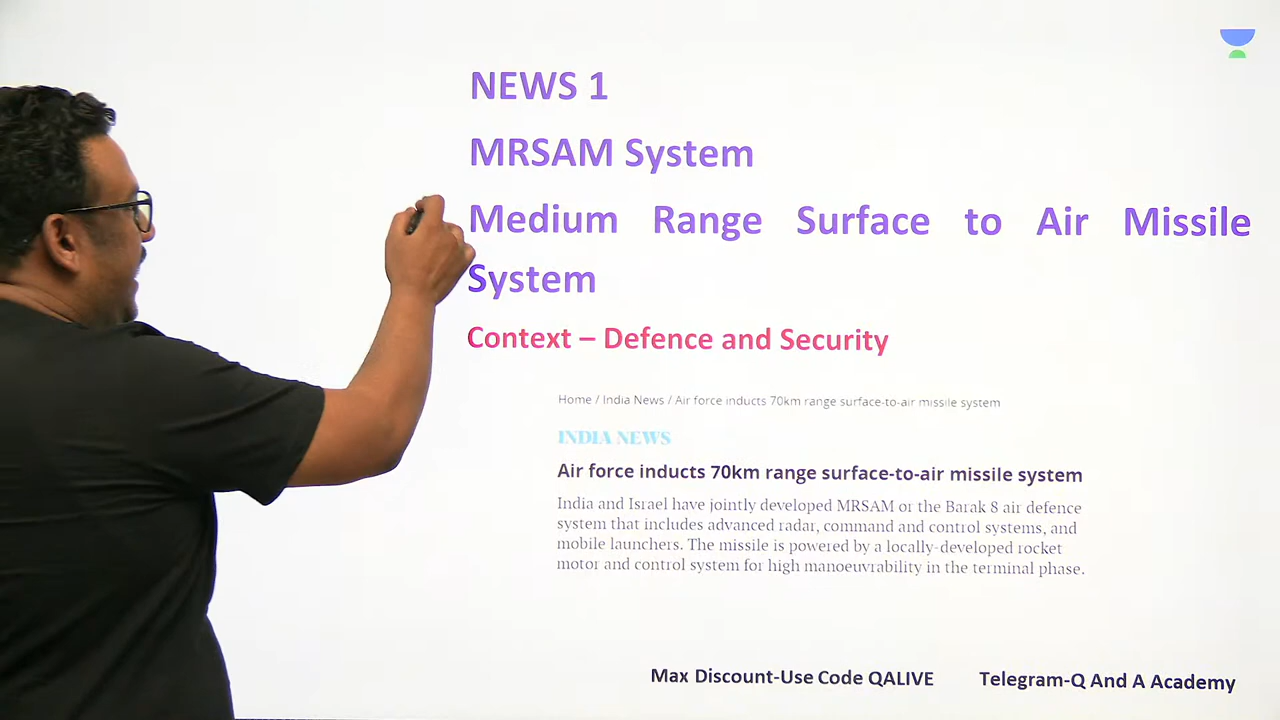 NEWS 1
MRSAM System
Medium Range Surface to Air Missile
System
Context – Defence and Security
Home / India News / Air force inducts 70km range surface-to-air missile system
INDIA NEWS
Air force inducts 70km range surface-to-air missile system
India and Israel have jointly developed MRSAM or the Barak 8 air defence
system that includes advanced radar, command and control systems, and
mobile launchers. The missile is powered by a locally-developed rocket
motor and control system for high manoeuvrability in the terminal phase.
Max Discount-Use Code QALIVE Telegram-Q And A Academy